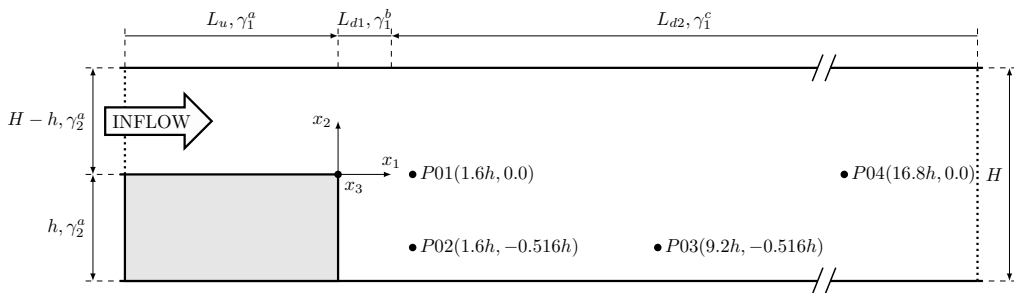 L_u, γ_1^a
L_{d1}, γ_1^b
L_{d2}, γ_1^c
H − h, γ_2^a
INFLOW
x_2
x_1
x_3
P01(1.6h, 0.0)
P04(16.8h, 0.0)
H
h, γ_2^a
P02(1.6h, −0.516h)
P03(9.2h, −0.516h)